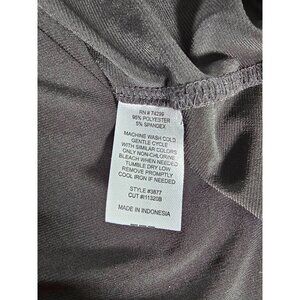 RN # 74299
95% POLYESTER
5% SPANDEX
MACHINE WASH COLD
GENTLE CYCLE
WITH SIMILAR COLORS
ONLY NON-CHLORINE
BLEACH WHEN NEEDED
TUMBLE DRY LOW
REMOVE PROMPTLY
COOL IRON IF NEEDED
STYLE #3877
CUT #I11320B
MADE IN INDONESIA